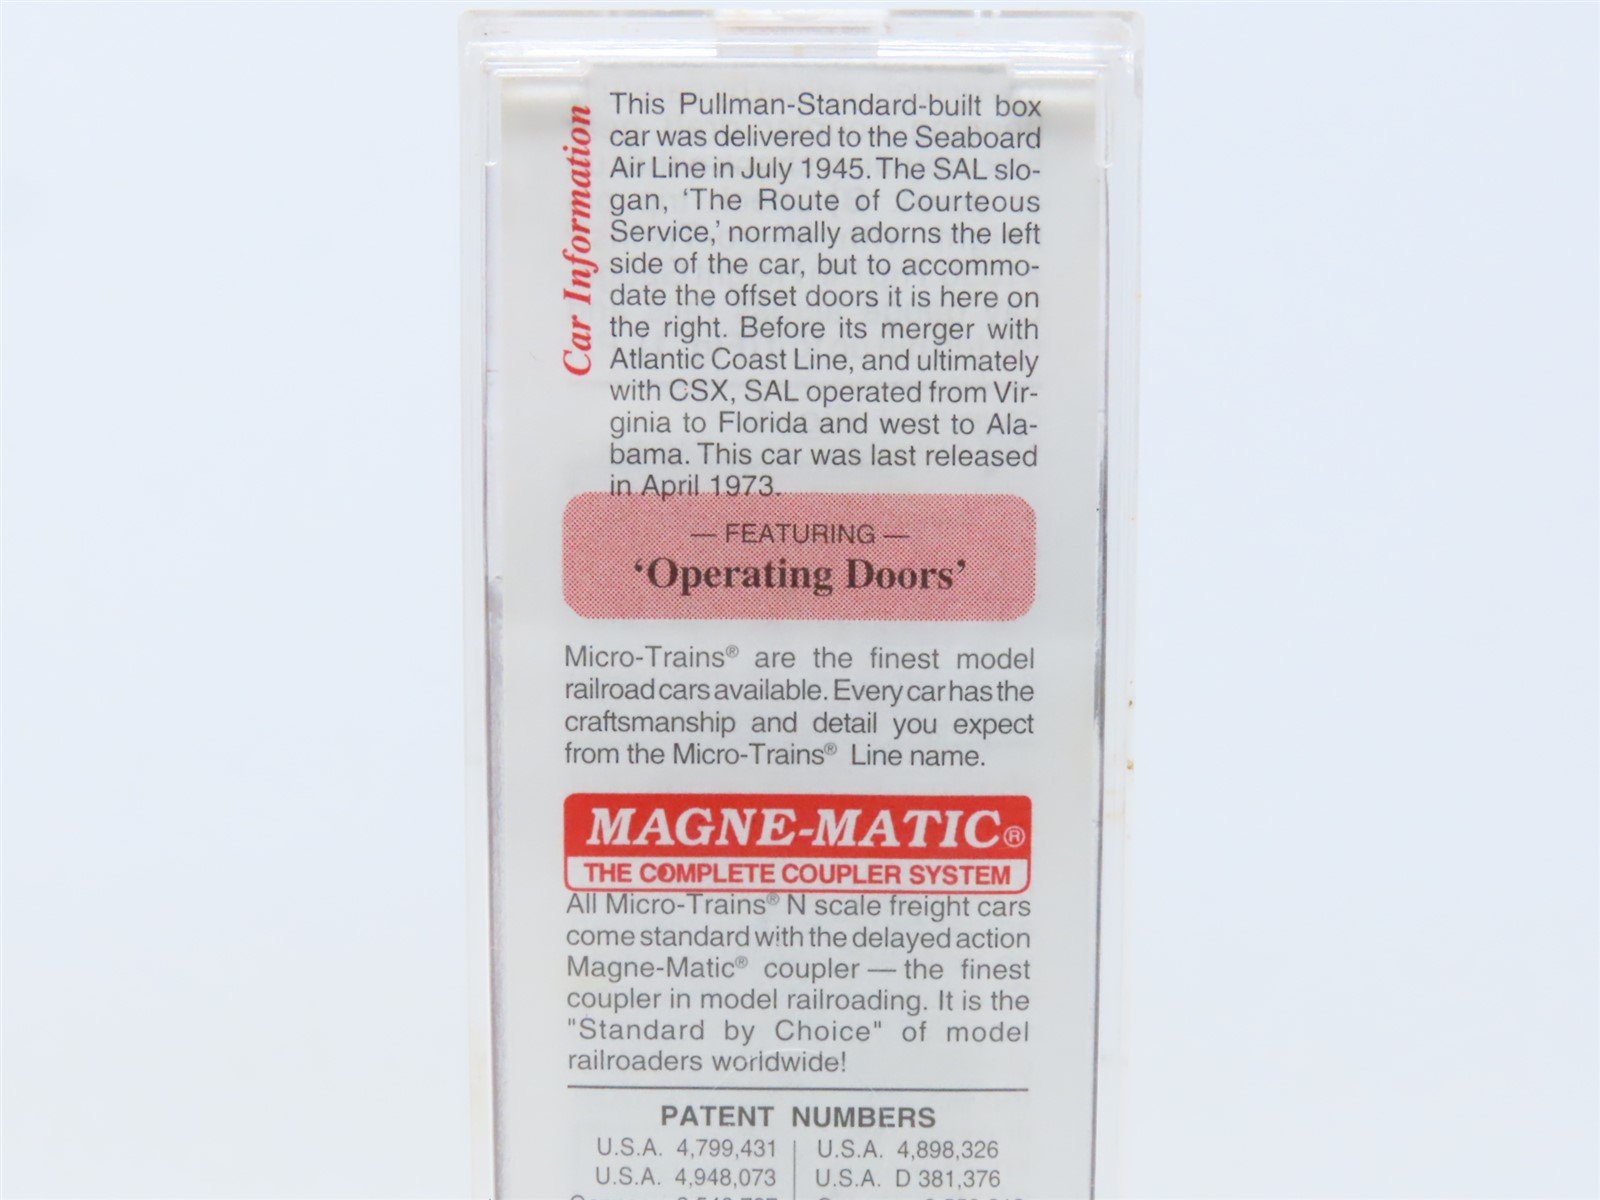 Car Information
This Pullman-Standard-built box
car was delivered to the Seaboard
Air Line in July 1945. The SAL slo-
gan, ‘The Route of Courteous
Service,’ normally adorns the left
side of the car, but to accommo-
date the offset doors it is here on
the right. Before its merger with
Atlantic Coast Line, and ultimately
with CSX, SAL operated from Vir-
ginia to Florida and west to Ala-
bama. This car was last released
in April 1973.
— FEATURING —
‘Operating Doors’
Micro-Trains® are the finest model
railroad cars available. Every car has the
craftsmanship and detail you expect
from the Micro-Trains® Line name.
MAGNE-MATIC®
THE COMPLETE COUPLER SYSTEM
All Micro-Trains® N scale freight cars
come standard with the delayed action
Magne-Matic® coupler — the finest
coupler in model railroading. It is the
"Standard by Choice" of model
railroaders worldwide!
PATENT NUMBERS
U.S.A. 4,799,431 | U.S.A. 4,898,326
U.S.A. 4,948,073 | U.S.A. D 381,376